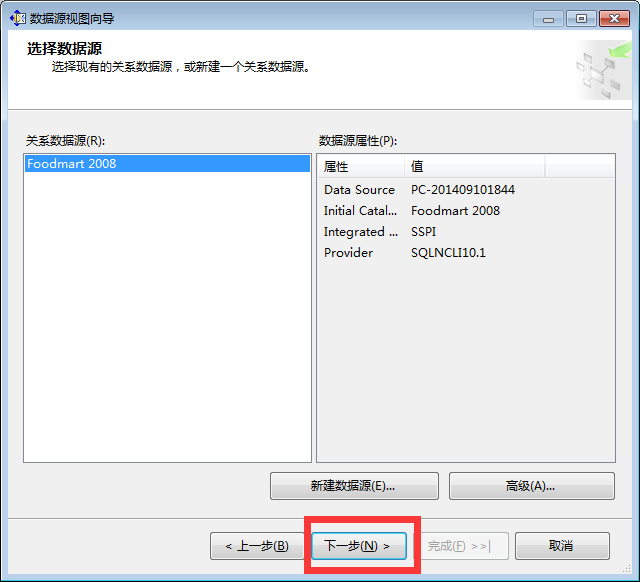 数据源视图向导
选择数据源
选择现有的关系数据源，或新建一个关系数据源。
关系数据源(R):
Foodmart 2008
数据源属性(P):
属性 值
Data Source PC-201409101844
Initial Catal... Foodmart 2008
Integrated ... SSPI
Provider SQLNCLI10.1
新建数据源(E)... 高级(A)...
< 上一步(B) 下一步(N) > 完成(F) >>| 取消